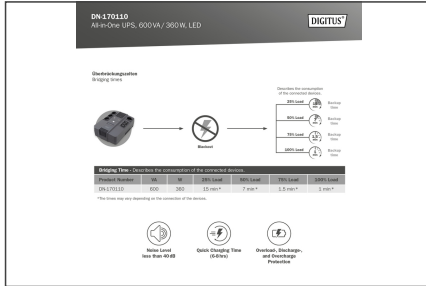 DN-170110
All-in-One UPS, 600 VA / 360 W, LED
DIGITUS®
Überbrückungszeiten
Bridging times
Describes the consumption
of the connected devices.
25% Load
Backup
time
50% Load
Backup
time
75% Load
Backup
time
100% Load
Backup
time
Blackout
Bridging Time - Describes the consumption of the connected devices.
Product Number VA W 25% Load 50% Load 75% Load 100% Load
DN-170110 600 360 15 min* 7 min* 1.5 min* 1 min*
*The times may vary depending on the connection of the devices.
Noise Level
less than 40 dB
Quick Charging Time
(6-8hrs)
Overload-, Discharge-,
and Overcharge
Protection